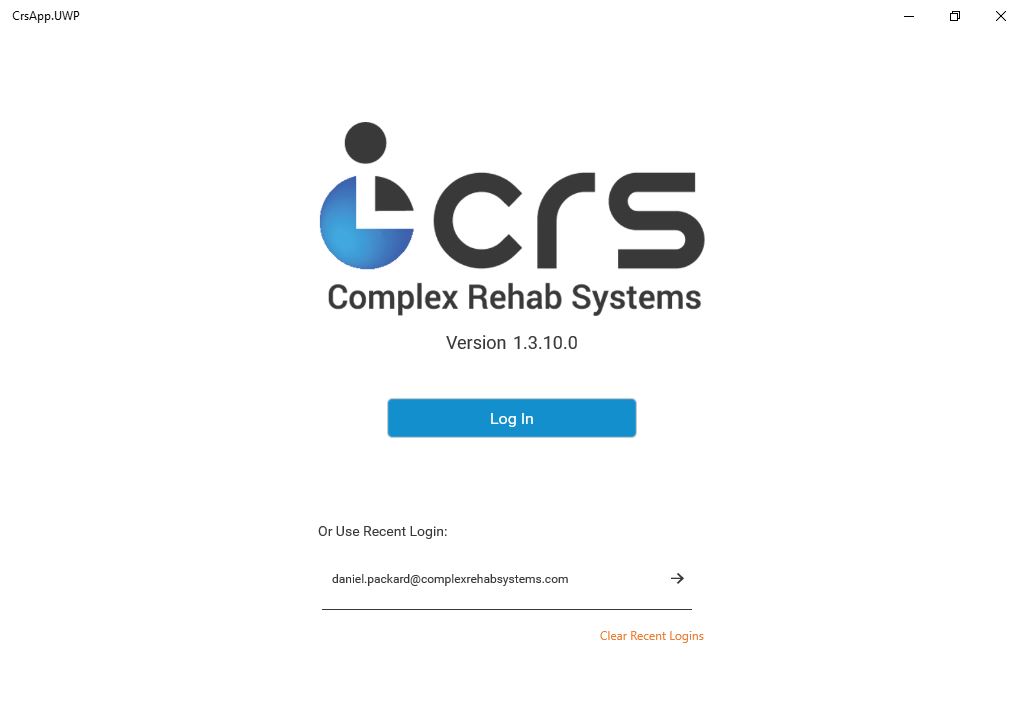 CrsApp.UWP
crs
Complex Rehab Systems
Version 1.3.10.0
Log In
Or Use Recent Login:
daniel.packard@complexrehabsystems.com
Clear Recent Logins